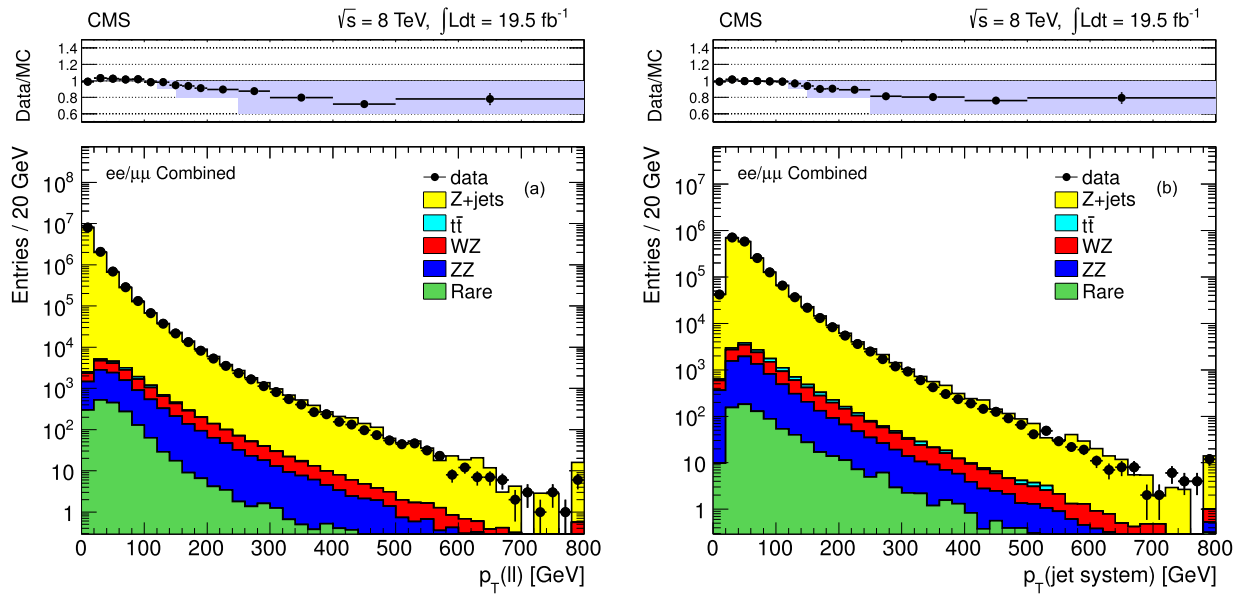 CMS √s = 8 TeV, ∫Ldt = 19.5 fb⁻¹
Data/MC
1.4
1.2
1
0.8
0.6
Entries / 20 GeV
ee/μμ Combined
(a)
data
Z+jets
tt̄
WZ
ZZ
Rare
10⁸
10⁷
10⁶
10⁵
10⁴
10³
10²
10
1
0 100 200 300 400 500 600 700 800
p_T(ll) [GeV]
CMS √s = 8 TeV, ∫Ldt = 19.5 fb⁻¹
Data/MC
1.4
1.2
1
0.8
0.6
Entries / 20 GeV
ee/μμ Combined
(b)
data
Z+jets
tt̄
WZ
ZZ
Rare
10⁷
10⁶
10⁵
10⁴
10³
10²
10
1
0 100 200 300 400 500 600 700 800
p_T(jet system) [GeV]